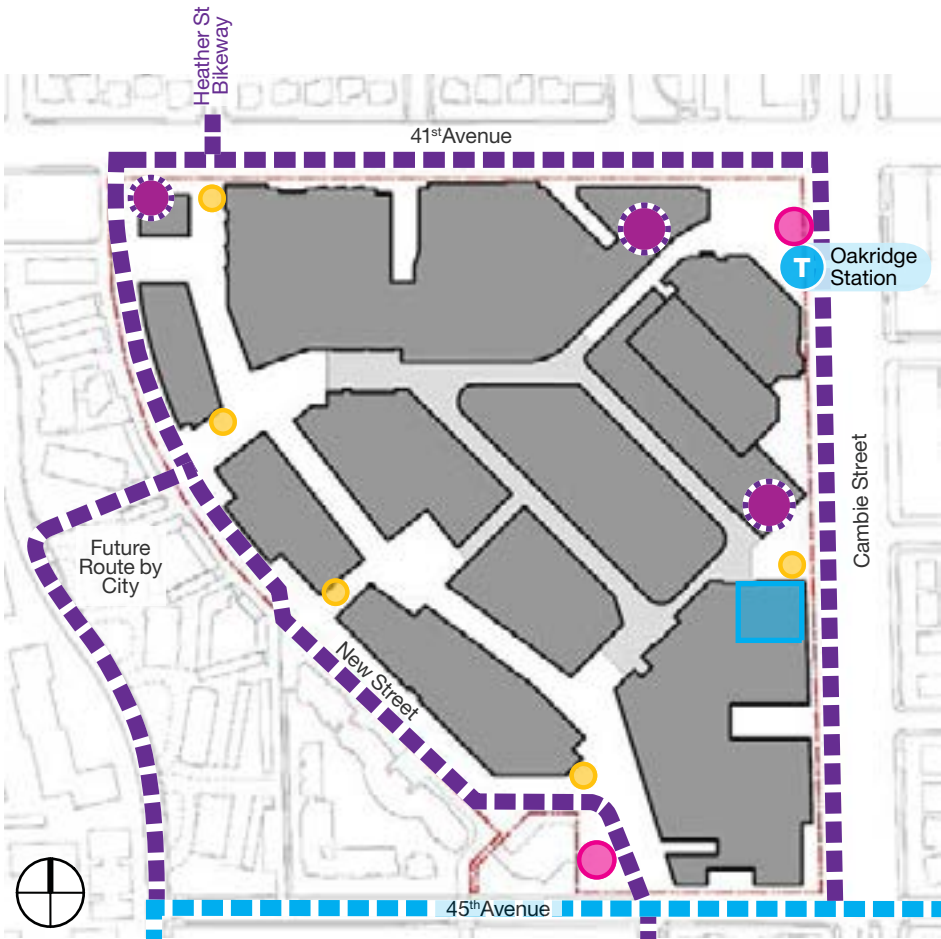 Heather St
Bikeway
41st Avenue
T
Oakridge
Station
Cambie Street
Future
Route by
City
New Street
45th Avenue